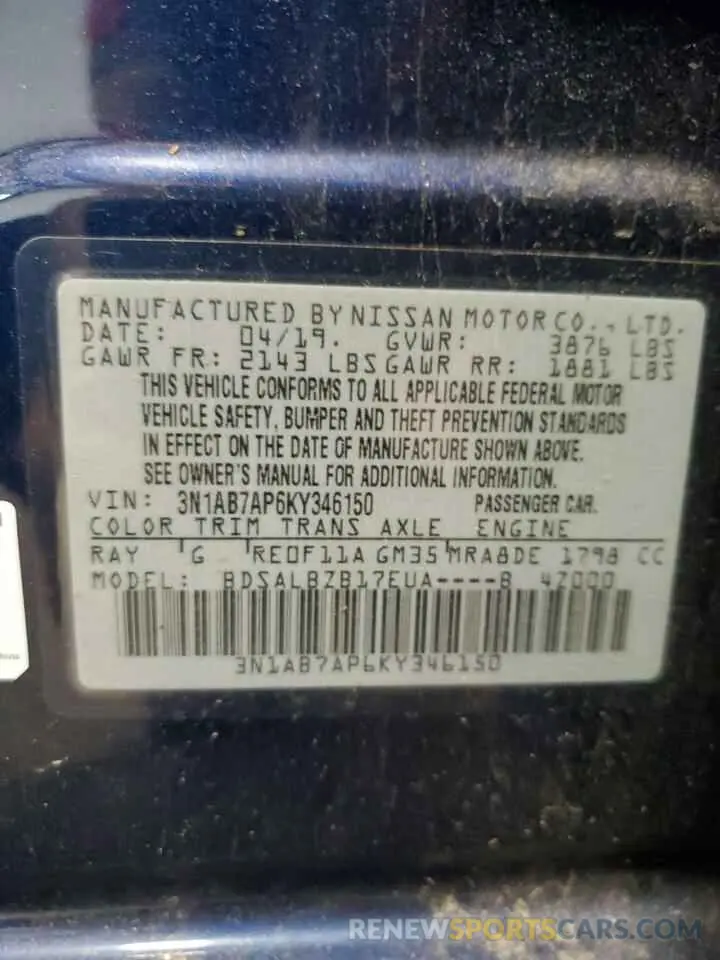 MANUFACTURED BY NISSAN MOTOR CO., LTD.
DATE: 04/19. GVWR: 3876 LBS
GAWR FR: 2143 LBS GAWR RR: 1881 LBS
THIS VEHICLE CONFORMS TO ALL APPLICABLE FEDERAL MOTOR
VEHICLE SAFETY, BUMPER AND THEFT PREVENTION STANDARDS
IN EFFECT ON THE DATE OF MANUFACTURE SHOWN ABOVE.
SEE OWNER'S MANUAL FOR ADDITIONAL INFORMATION.
VIN: 3N1AB7AP6KY346150 PASSENGER CAR.
COLOR TRIM TRANS AXLE ENGINE
RAY G RE0F11A GM35 MRA8DE 1798 CC
MODEL: BDSALBZB17EUA----B 4Z000
3N1AB7AP6KY346150
RENEWSPORTSCARS.COM